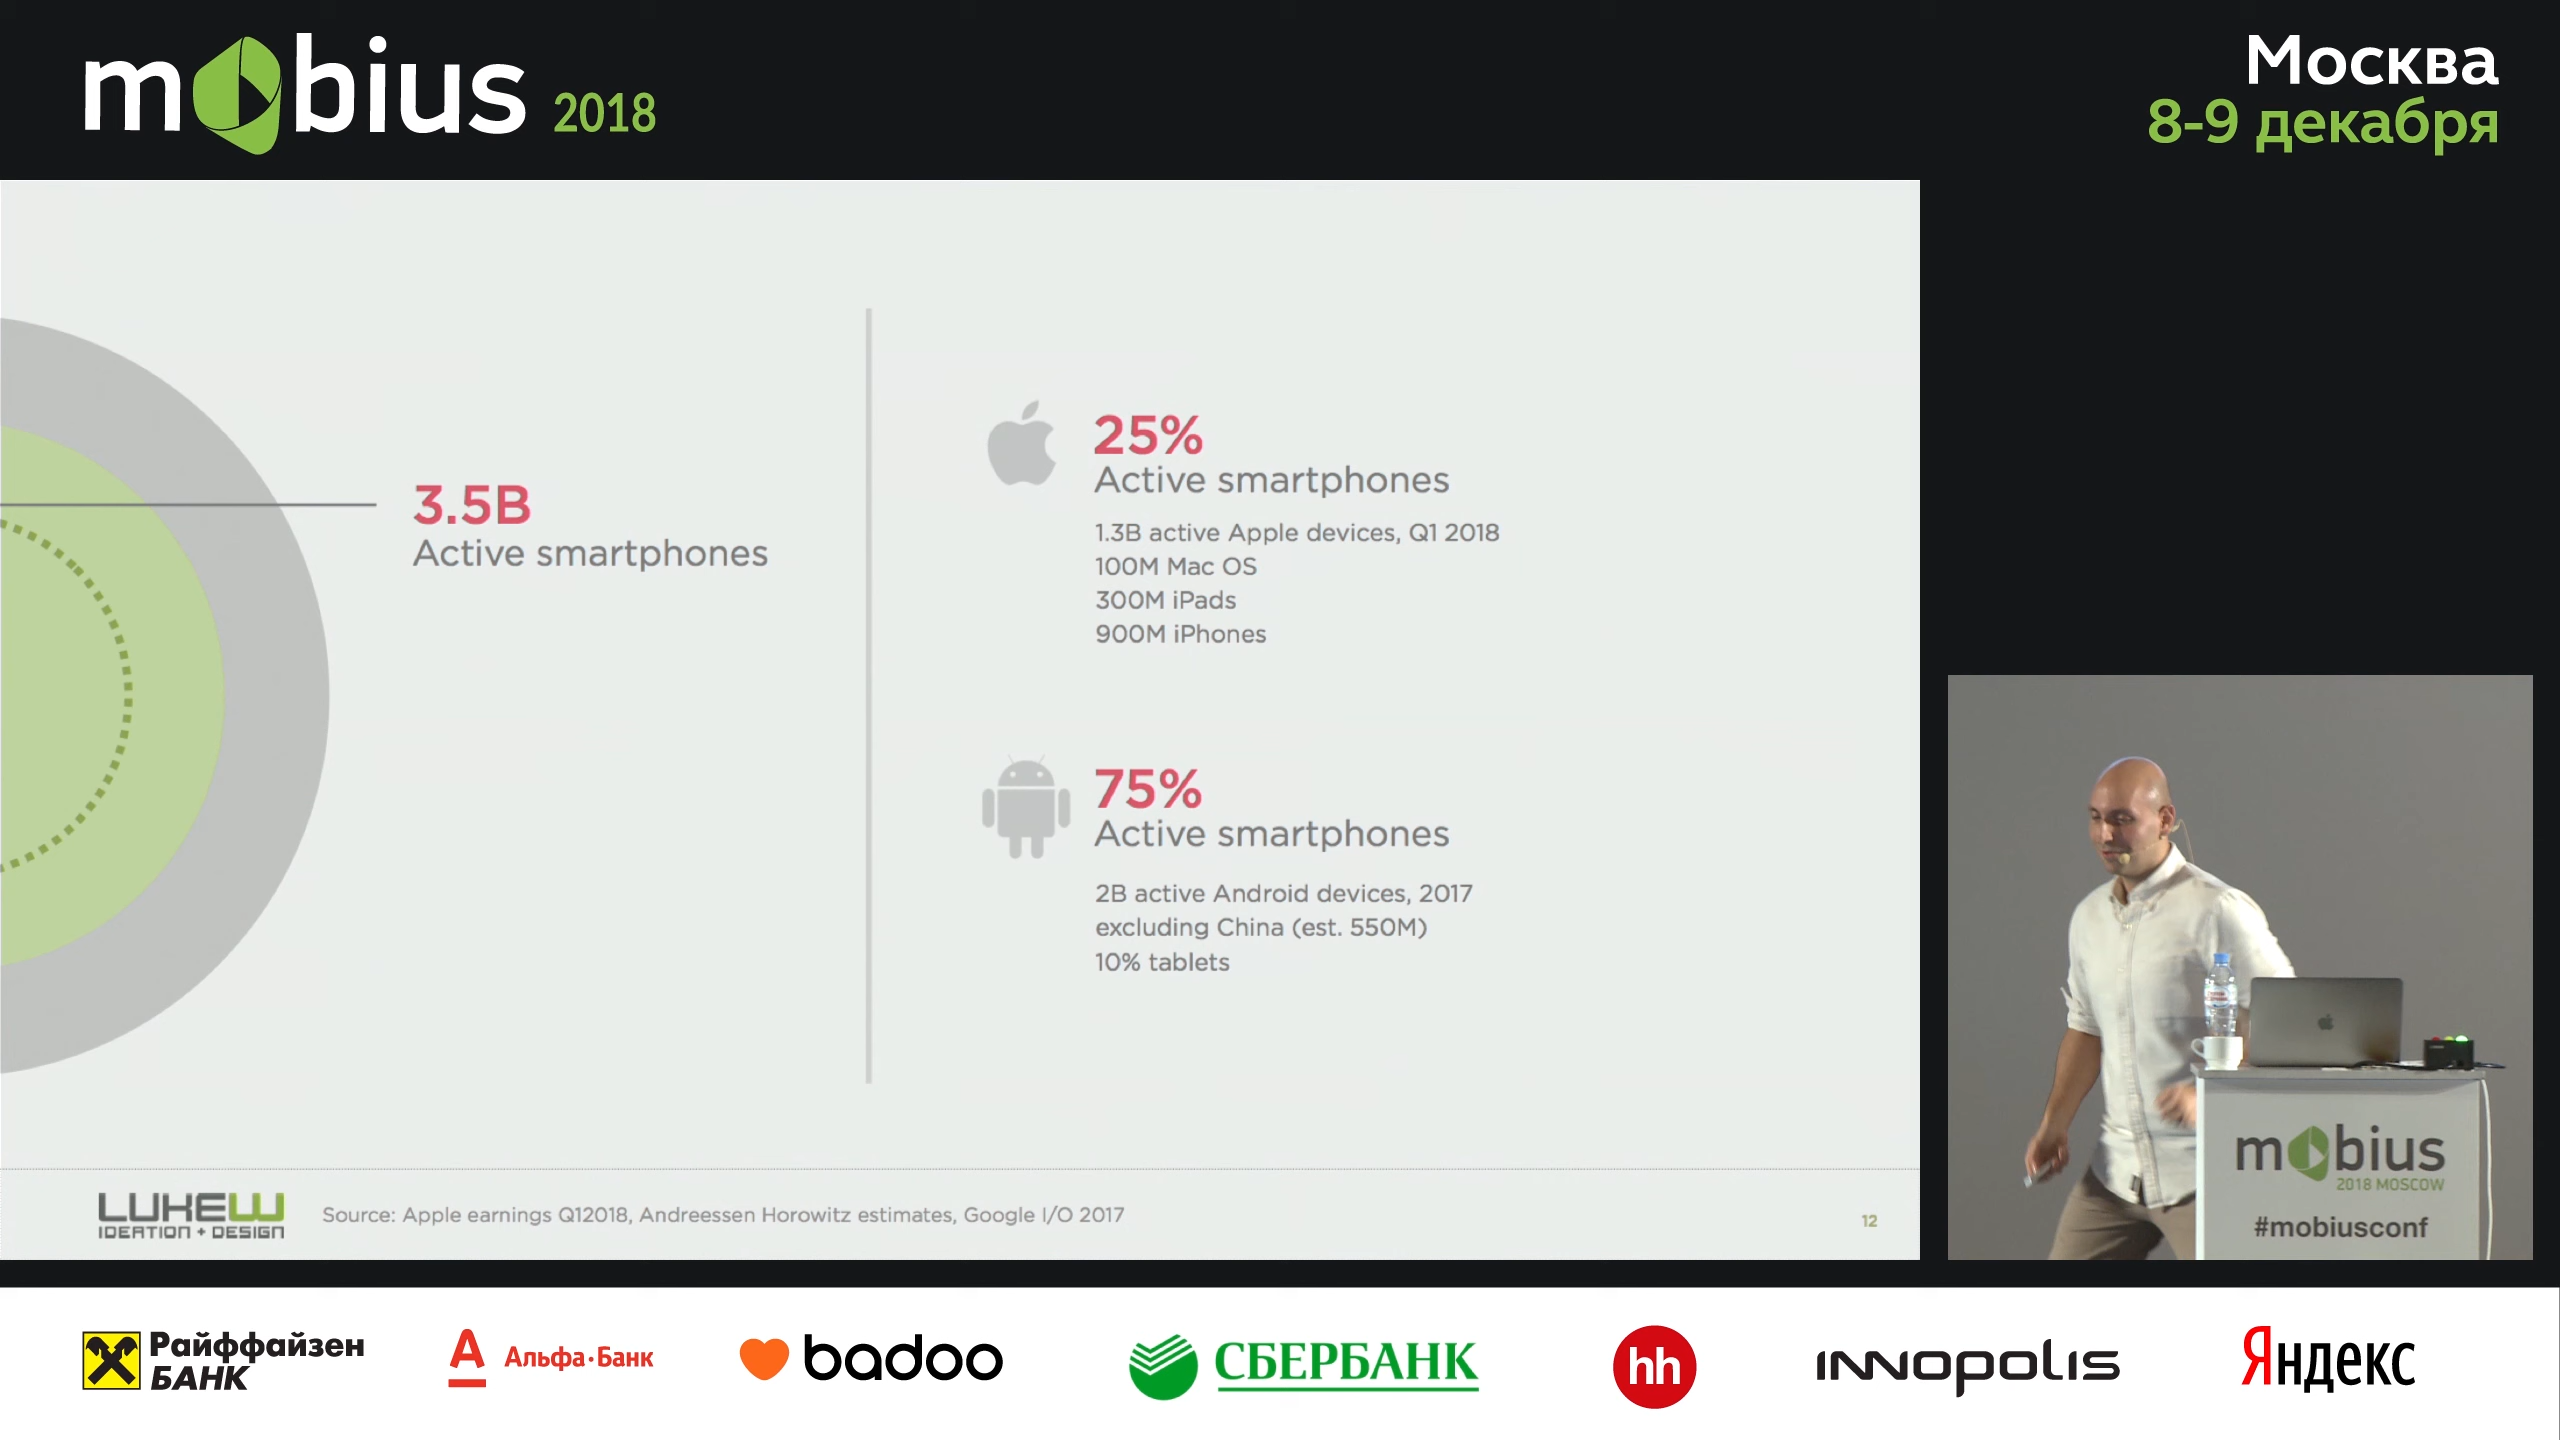 mobius 2018
Москва
8-9 декабря
3.5B
Active smartphones
25%
Active smartphones
1.3B active Apple devices, Q1 2018
100M Mac OS
300M iPads
900M iPhones
75%
Active smartphones
2B active Android devices, 2017
excluding China (est. 550M)
10% tablets
LUKEW
IDEATION + DESIGN
Source: Apple earnings Q12018, Andreessen Horowitz estimates, Google I/O 2017
12
mobius
2018 MOSCOW
#mobiusconf
Райффайзен
БАНК
А
Альфа·Банк
badoo
СБЕРБАНК
hh
INNOPOLIS
Яндекс